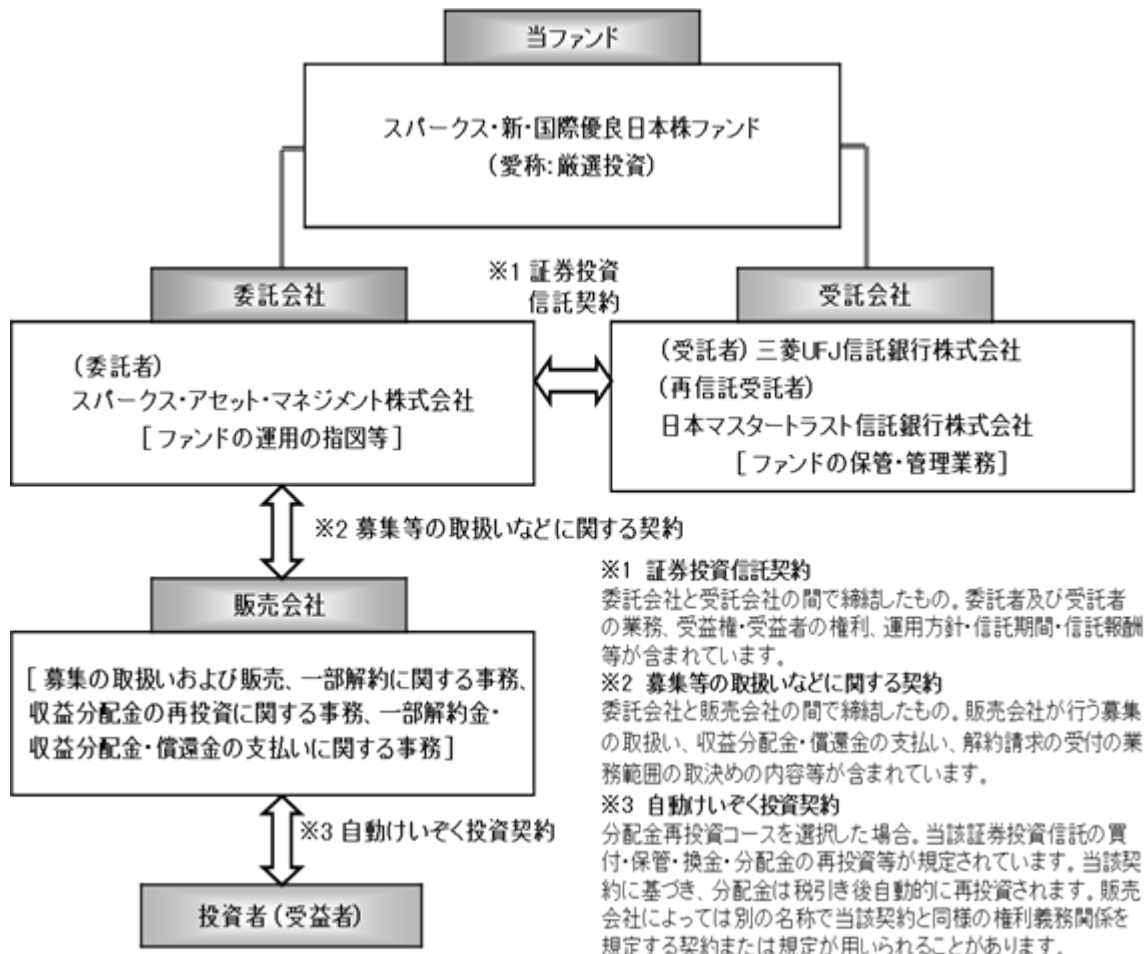 当ファンド
スパークス・新・国際優良日本株ファンド
(愛称:厳選投資)
委託会社
※1 証券投資
信託契約
受託会社
(委託者)
スパークス・アセット・マネジメント株式会社
[ファンドの運用の指図等]
(受託者) 三菱UFJ信託銀行株式会社
(再信託受託者)
日本マスタートラスト信託銀行株式会社
[ファンドの保管・管理業務]
※2 募集等の取扱いなどに関する契約
販売会社
[募集の取扱いおよび販売、一部解約に関する事務、
収益分配金の再投資に関する事務、一部解約金・
収益分配金・償還金の支払いに関する事務]
※3 自動けいぞく投資契約
投資者(受益者)
※1 証券投資信託契約
委託会社と受託会社の間で締結したもの。委託者及び受託者
の業務、受益権・受益者の権利、運用方針・信託期間・信託報酬
等が含まれています。
※2 募集等の取扱いなどに関する契約
委託会社と販売会社の間で締結したもの。販売会社が行う募集
の取扱い、収益分配金・償還金の支払い、解約請求の受付の業
務範囲の取決めの内容等が含まれています。
※3 自動けいぞく投資契約
分配金再投資コースを選択した場合。当該証券投資信託の買
付・保管・換金・分配金の再投資等が規定されています。当該契
約に基づき、分配金は税引き後自動的に再投資されます。販売
会社によっては別の名称で当該契約と同様の権利義務関係を
規定する契約または規定が用いられることがあります。